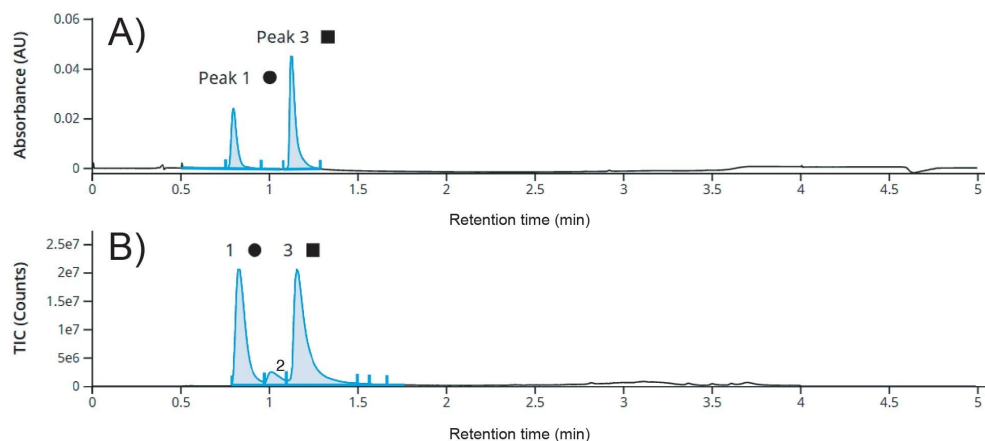 A)
Absorbance (AU)
0.06
0.04
0.02
0
Peak 1
Peak 3
0 0.5 1 1.5 2 2.5 3 3.5 4 4.5 5
Retention time (min)
B)
TIC (Counts)
2.5e7
2e7
1.5e7
1e7
5e6
0
1 3
2
0 0.5 1 1.5 2 2.5 3 3.5 4 4.5 5
Retention time (min)